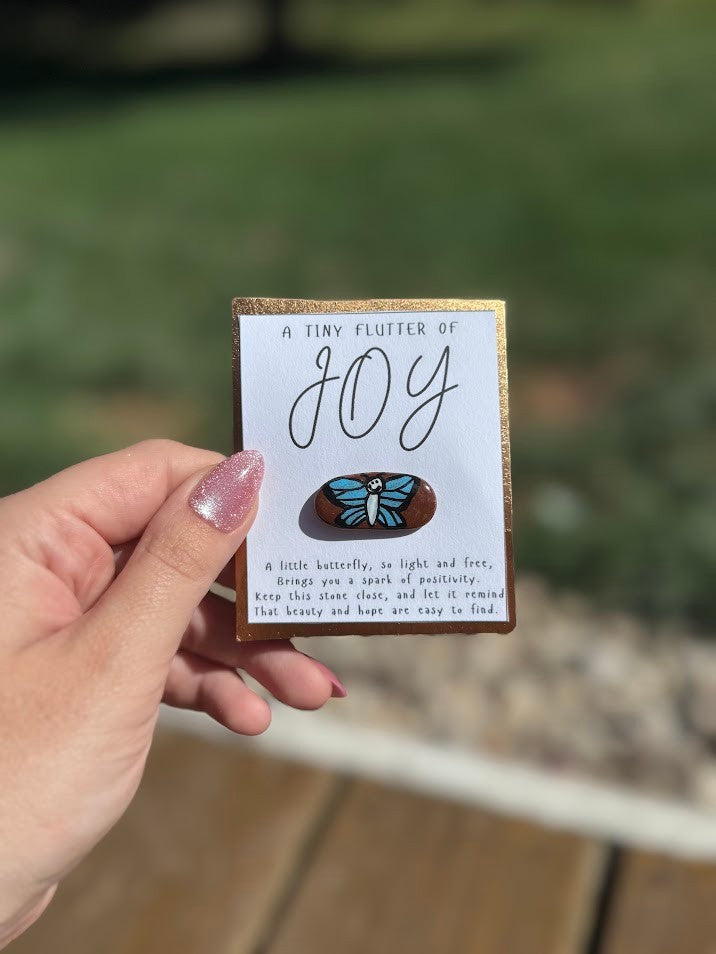 A TINY FLUTTER OF
JOY
A little butterfly, so light and free,
Brings you a spark of positivity.
Keep this stone close, and let it remind
That beauty and hope are easy to find.